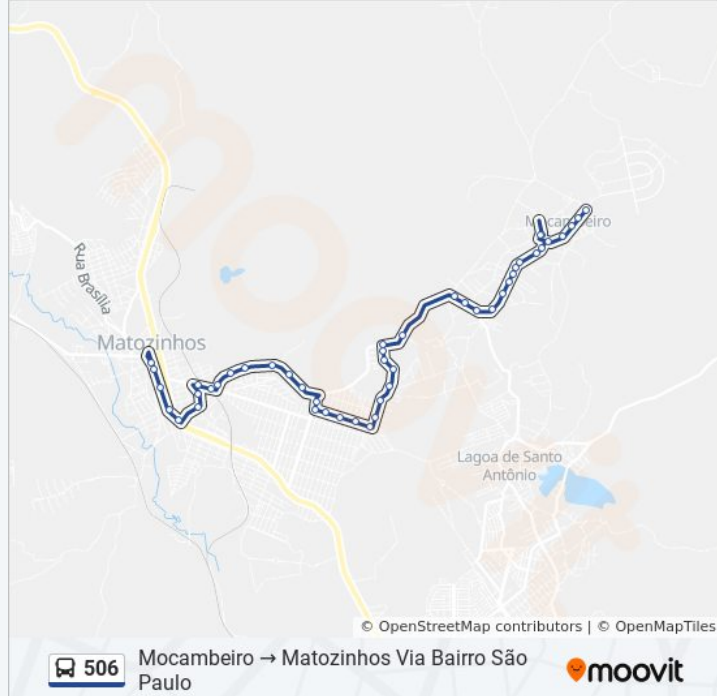 Mocambeiro
Rua Brasília
Matozinhos
Lagoa de Santo
Antônio
moovit
© OpenStreetMap contributors | © OpenMapTiles
506
Mocambeiro → Matozinhos Via Bairro São
Paulo
moovit